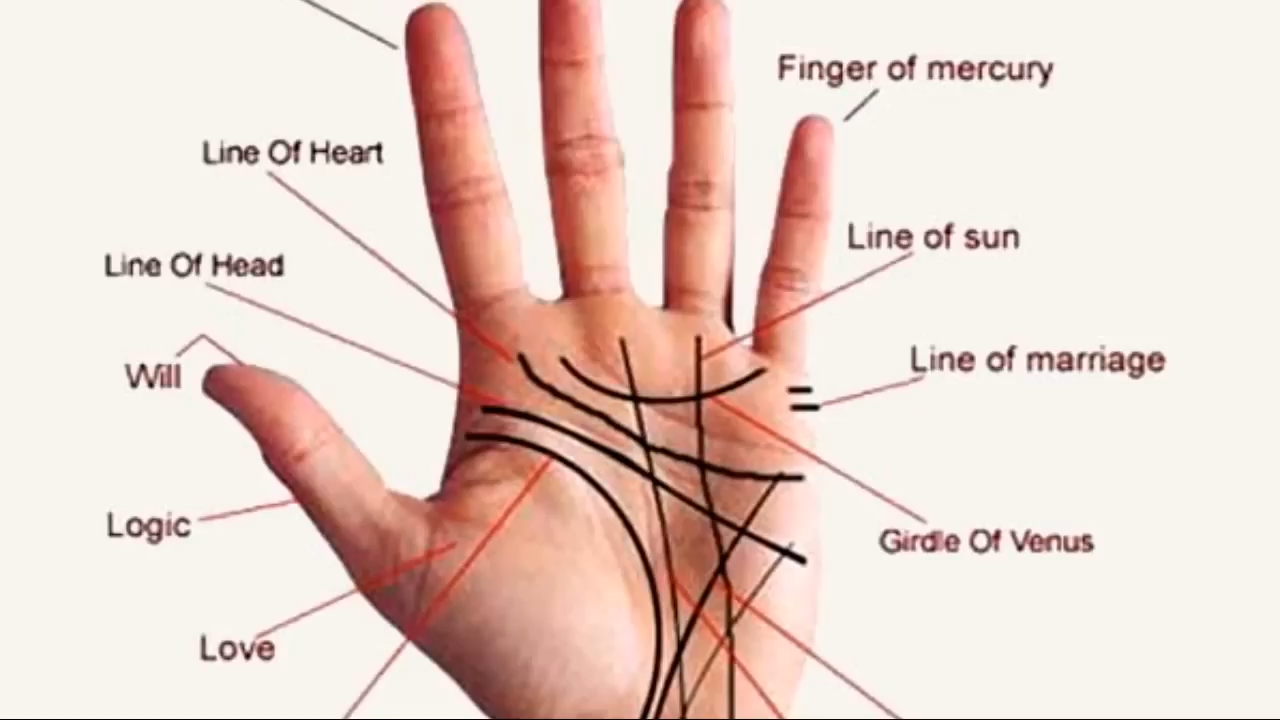 Finger of mercury
Line Of Heart
Line of sun
Line Of Head
Line of marriage
Will
Logic
Girdle Of Venus
Love